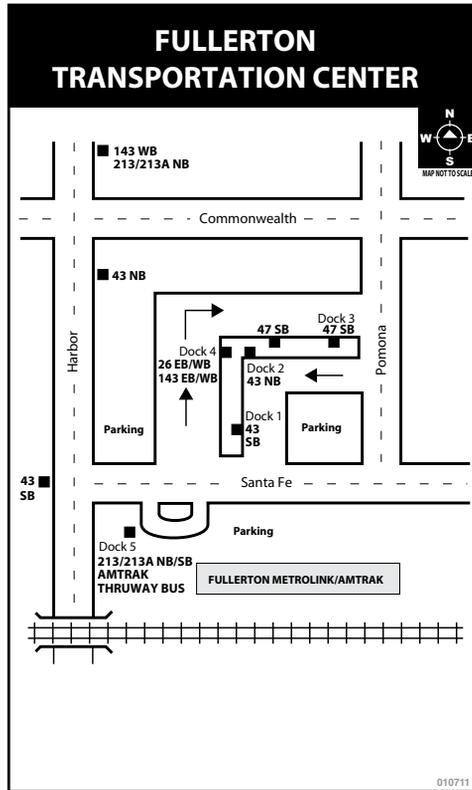 FULLERTON
TRANSPORTATION CENTER
N
W E
S
MAP NOT TO SCALE
143 WB
213/213A NB
Commonwealth
43 NB
Harbor
Pomona
Dock 3
47 SB
47 SB
Dock 4
26 EB/WB
143 EB/WB
Dock 2
43 NB
Dock 1
43
SB
Parking
Parking
43
SB
Santa Fe
Parking
Dock 5
213/213A NB/SB
AMTRAK
THRUWAY BUS
FULLERTON METROLINK/AMTRAK
010711